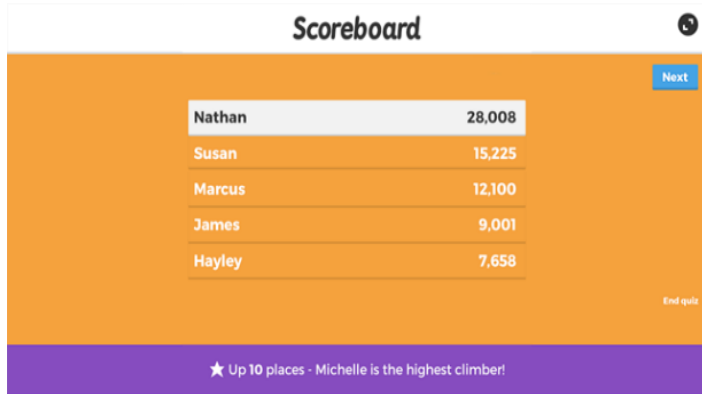 Scoreboard
Next
Nathan 28,008
Susan 15,225
Marcus 12,100
James 9,001
Hayley 7,658
End quiz
Up 10 places - Michelle is the highest climber!